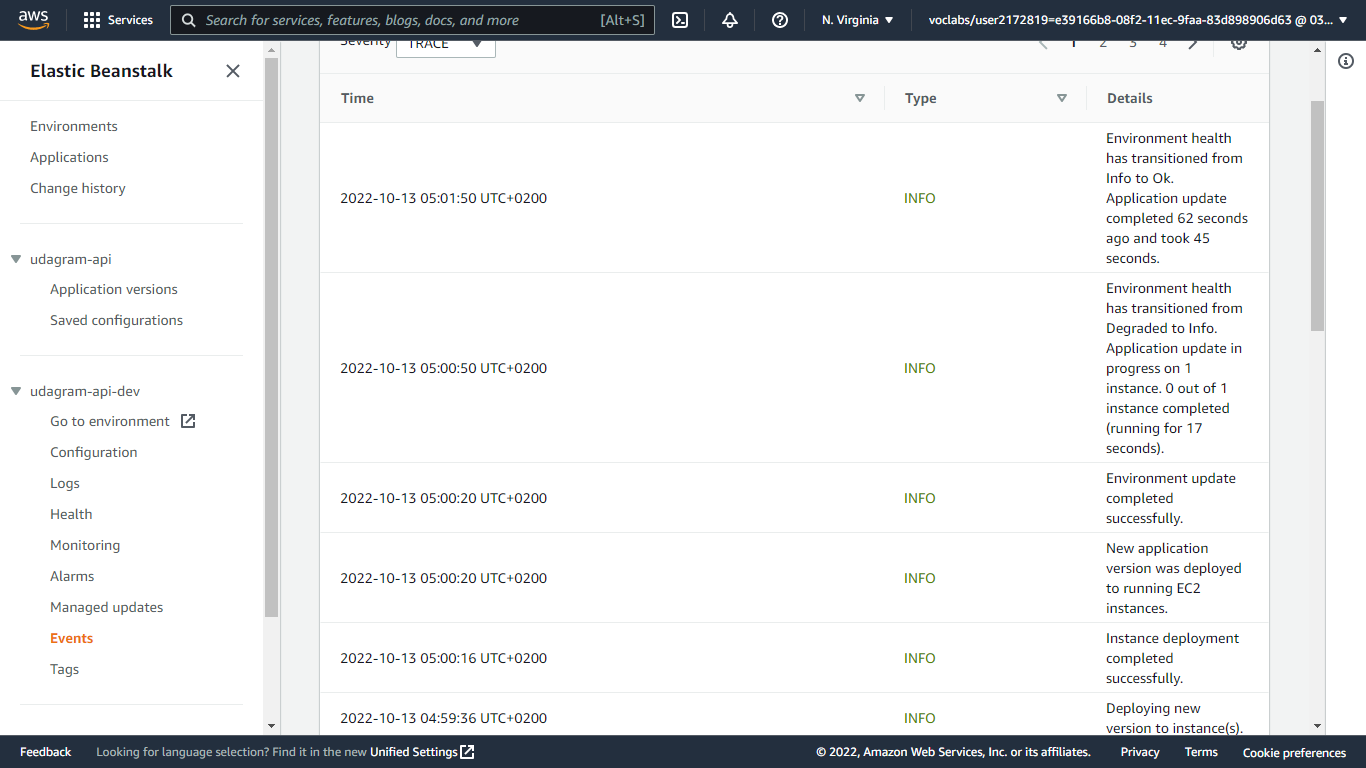 aws
Services
Search for services, features, blogs, docs, and more
[Alt+S]
N. Virginia
voclabs/user2172819=e39166b8-08f2-11ec-9faa-83d898906d63 @ 03...
Elastic Beanstalk
Environments
Applications
Change history
udagram-api
Application versions
Saved configurations
udagram-api-dev
Go to environment
Configuration
Logs
Health
Monitoring
Alarms
Managed updates
Events
Tags
Severity
TRACE
1 2 3 4
Time
Type
Details
2022-10-13 05:01:50 UTC+0200
INFO
Environment health
has transitioned from
Info to Ok.
Application update
completed 62 seconds
ago and took 45
seconds.
2022-10-13 05:00:50 UTC+0200
INFO
Environment health
has transitioned from
Degraded to Info.
Application update in
progress on 1
instance. 0 out of 1
instance completed
(running for 17
seconds).
2022-10-13 05:00:20 UTC+0200
INFO
Environment update
completed
successfully.
2022-10-13 05:00:20 UTC+0200
INFO
New application
version was deployed
to running EC2
instances.
2022-10-13 05:00:16 UTC+0200
INFO
Instance deployment
completed
successfully.
2022-10-13 04:59:36 UTC+0200
INFO
Deploying new
version to instance(s).
Feedback
Looking for language selection? Find it in the new Unified Settings
© 2022, Amazon Web Services, Inc. or its affiliates.
Privacy
Terms
Cookie preferences